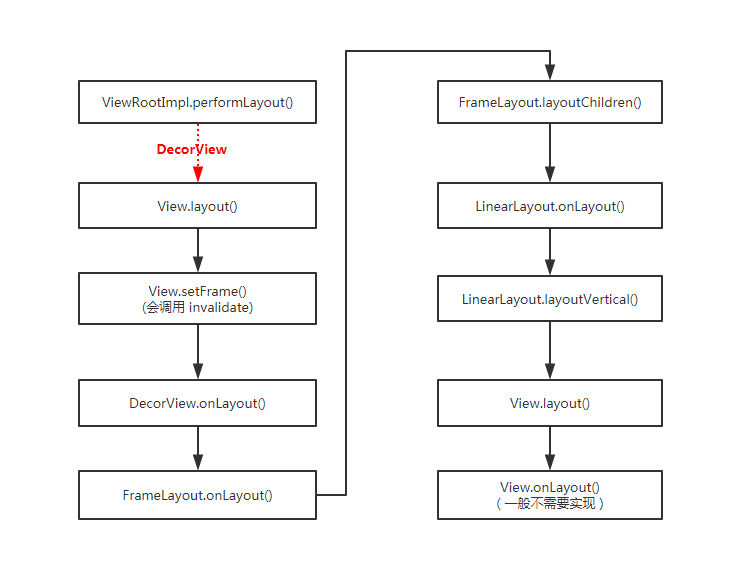 ViewRootImpl.performLayout()
DecorView
View.layout()
View.setFrame()
(会调用 invalidate)
DecorView.onLayout()
FrameLayout.onLayout()
FrameLayout.layoutChildren()
LinearLayout.onLayout()
LinearLayout.layoutVertical()
View.layout()
View.onLayout()
（一般不需要实现）